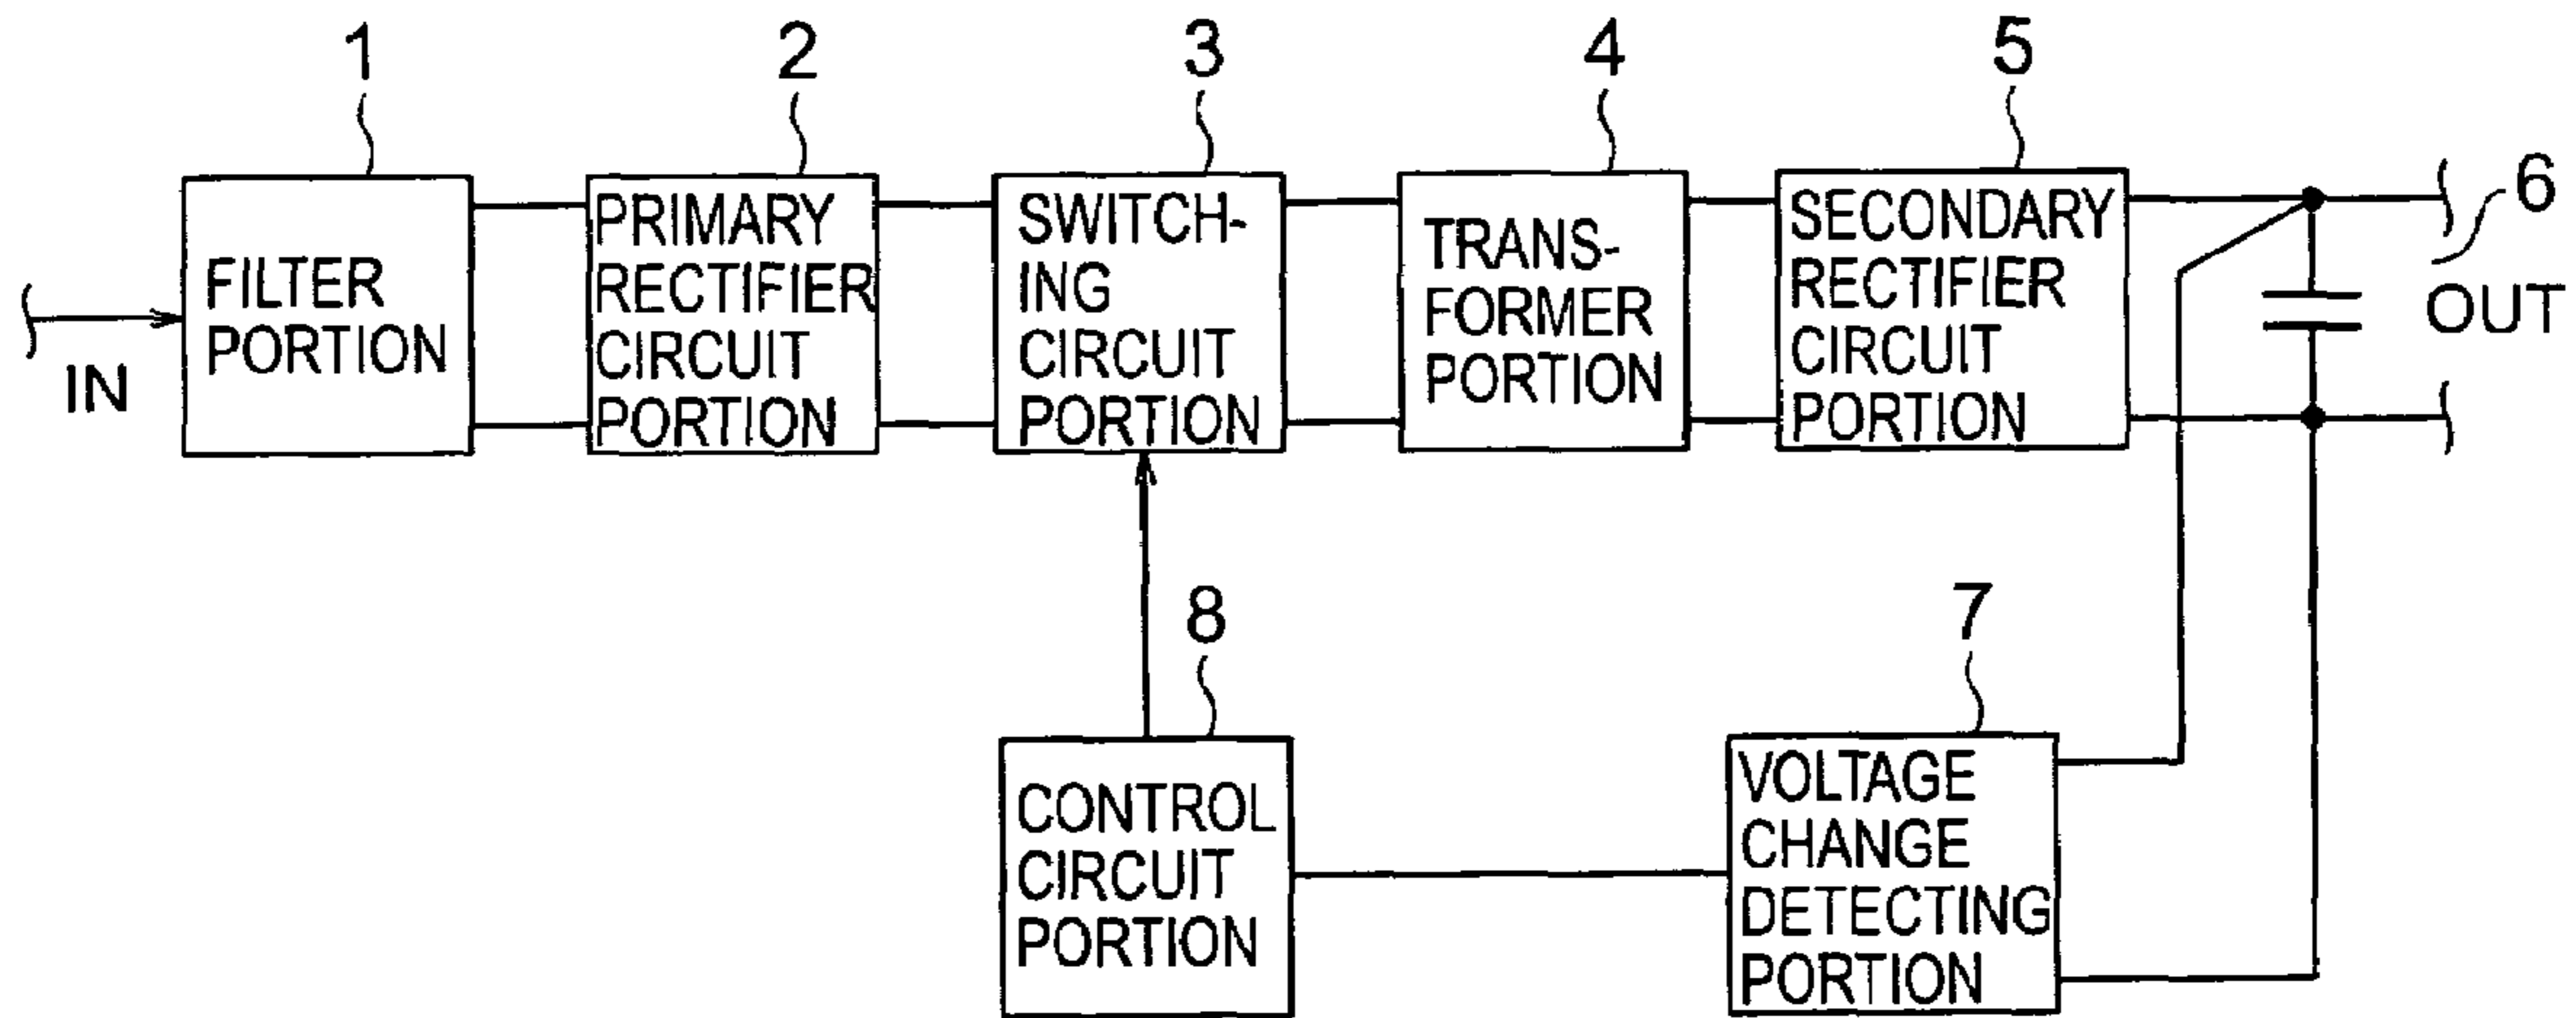 1
2
3
4
5
6
FILTER
PORTION
PRIMARY
RECTIFIER
CIRCUIT
PORTION
SWITCH-
ING
CIRCUIT
PORTION
TRANS-
FORMER
PORTION
SECONDARY
RECTIFIER
CIRCUIT
PORTION
IN
OUT
8
7
CONTROL
CIRCUIT
PORTION
VOLTAGE
CHANGE
DETECTING
PORTION